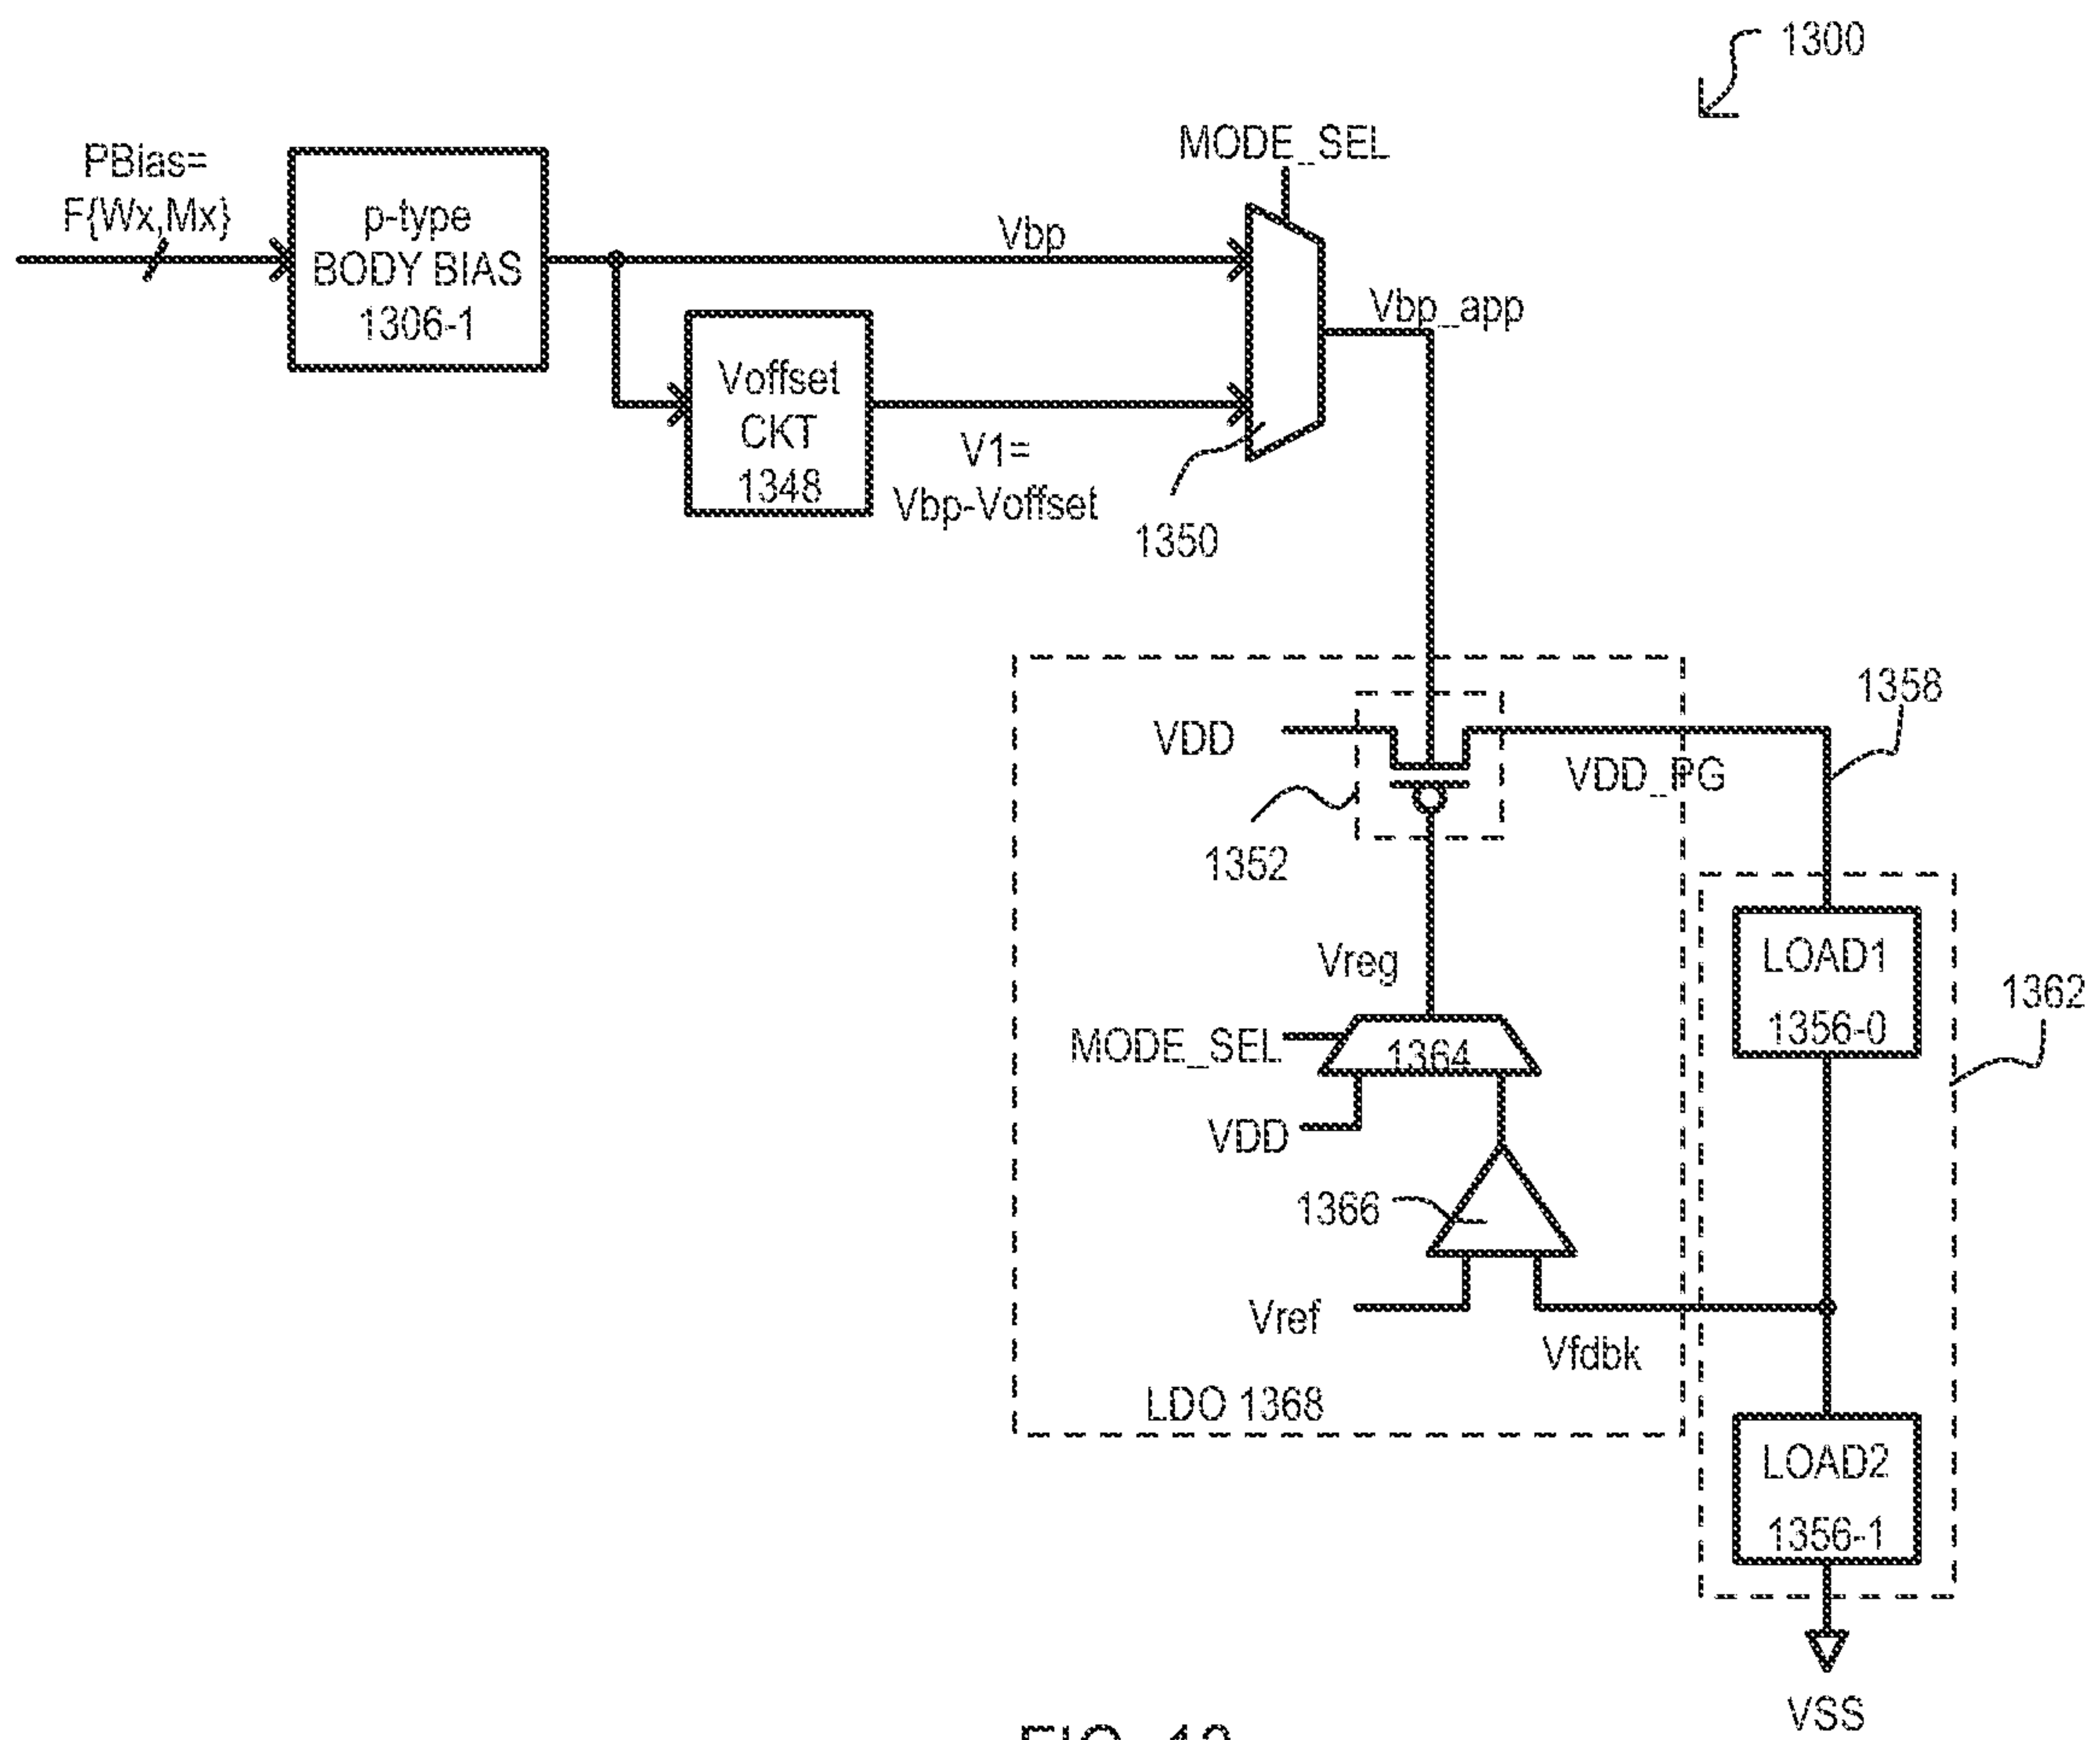 1300
MODE_SEL
PBias=
F{Wx,Mx}
p-type
BODY BIAS
1306-1
Vbp
Vbp_app
Voffset
CKT
1348
V1=
Vbp-Voffset
1350
1358
VDD
VDD_PG
1352
LOAD1
1356-0
Vreg
1362
MODE_SEL
1364
VDD
1366
Vref
Vfdbk
LDO 1368
LOAD2
1356-1
VSS